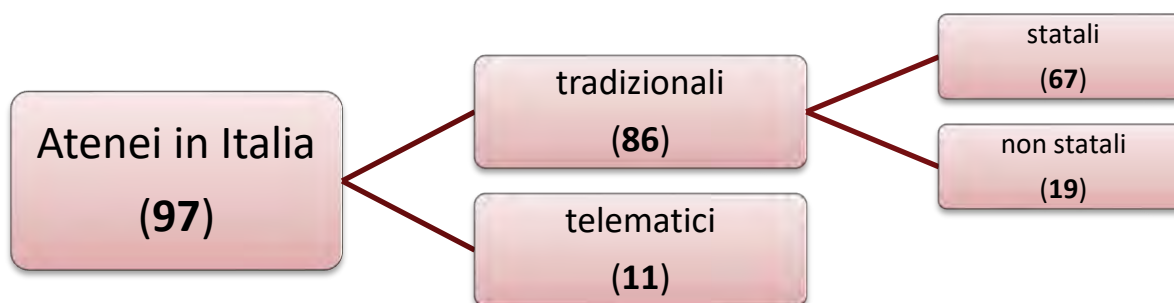 Atenei in Italia
(97)
tradizionali
(86)
telematici
(11)
statali
(67)
non statali
(19)